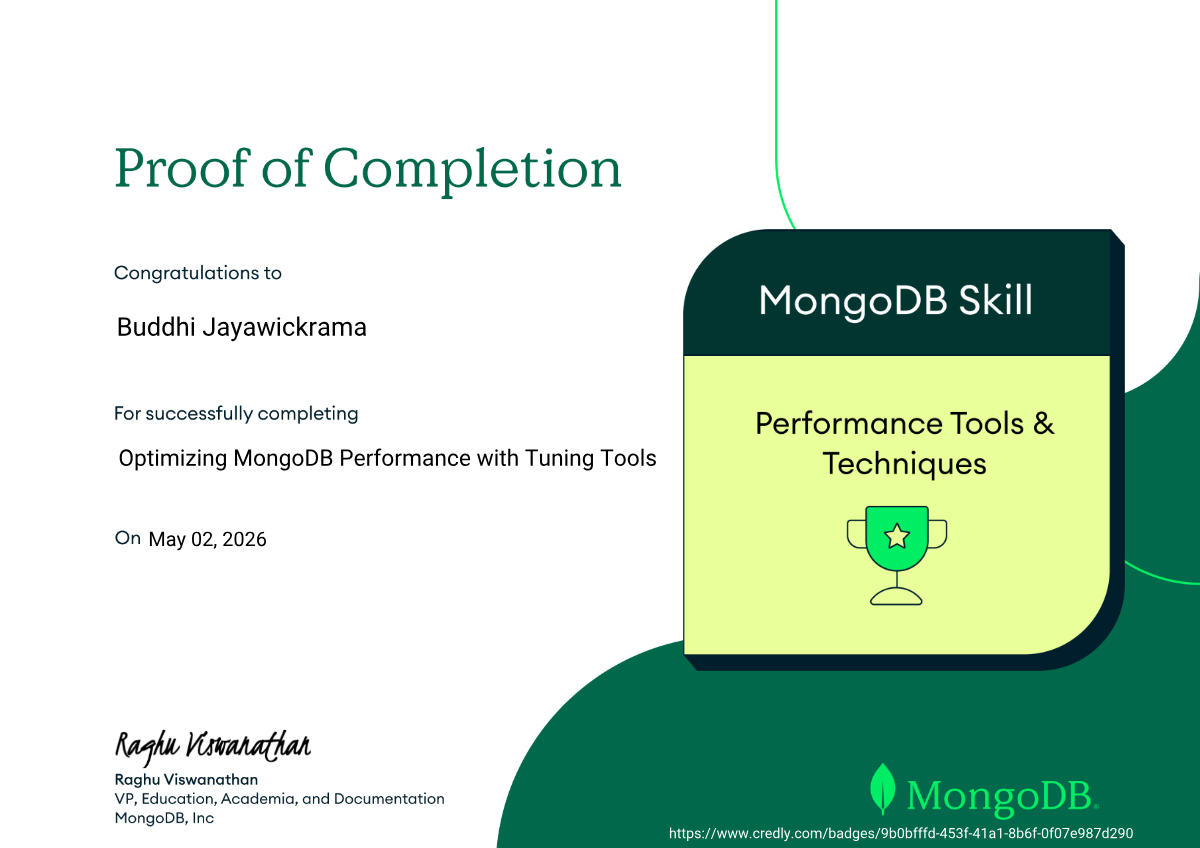 Proof of Completion
Congratulations to
Buddhi Jayawickrama
For successfully completing
Optimizing MongoDB Performance with Tuning Tools
On May 02, 2026
MongoDB Skill
Performance Tools &
Techniques
Raghu Viswanathan
Raghu Viswanathan
VP, Education, Academia, and Documentation
MongoDB, Inc
MongoDB®
https://www.credly.com/badges/9b0bfffd-453f-41a1-8b6f-0f07e987d290